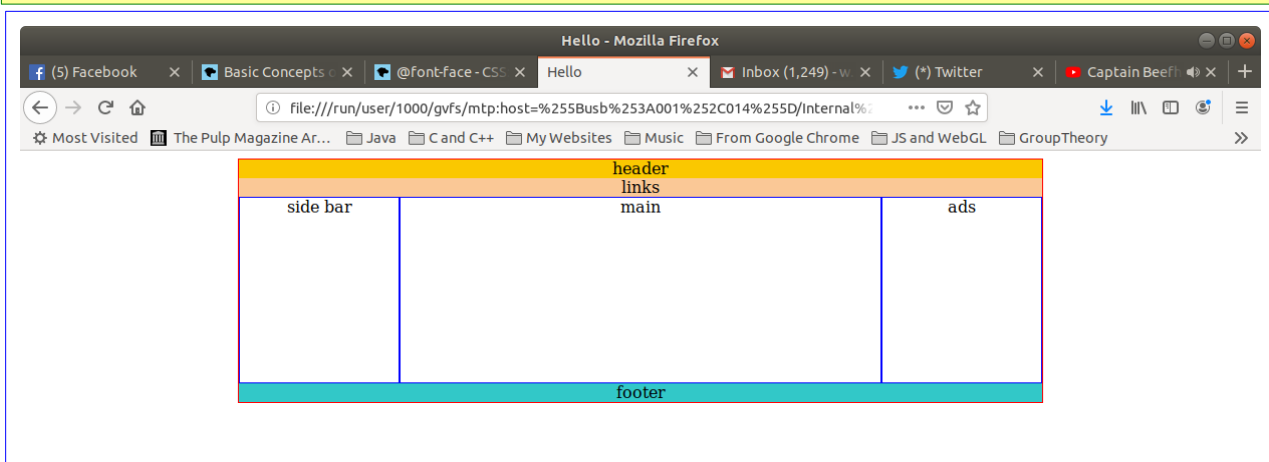 Hello - Mozilla Firefox
(5) Facebook Basic Concepts @font-face - CSS Hello Inbox (1,249) - w (*) Twitter Captain Beefh
file:///run/user/1000/gvfs/mtp:host=%255Busb%253A001%252C014%255D/Internal%2
Most Visited The Pulp Magazine Ar... Java C and C++ My Websites Music From Google Chrome JS and WebGL GroupTheory
header
links
side bar main ads
footer